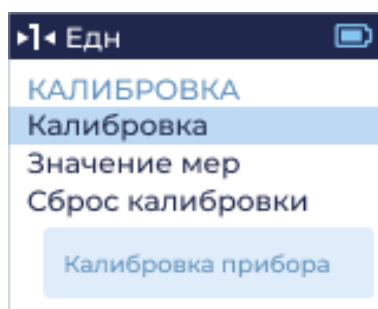 Едн
КАЛИБРОВКА
Калибровка
Значение мер
Сброс калибровки
Калибровка прибора